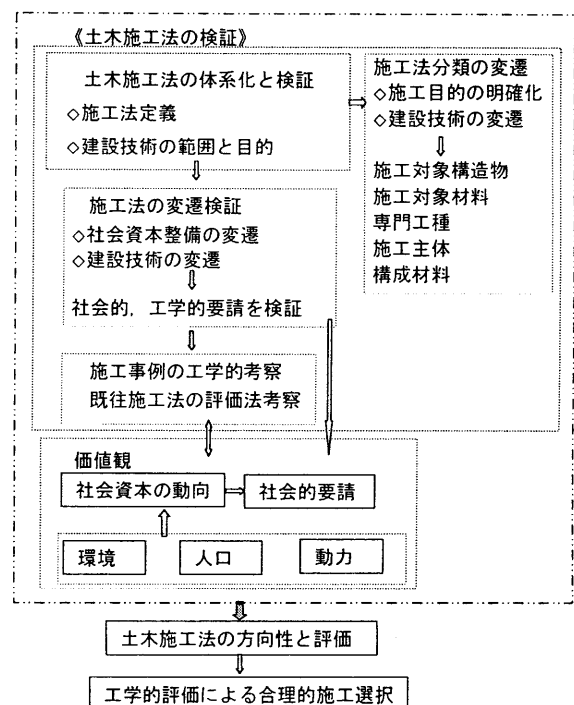 《土木施工法の検証》
土木施工法の体系化と検証
◇施工法定義
◇建設技術の範囲と目的
施工法分類の変遷
◇施工目的の明確化
◇建設技術の変遷
施工対象構造物
施工対象材料
専門工種
施工主体
構成材料
施工法の変遷検証
◇社会資本整備の変遷
◇建設技術の変遷
社会的,工学的要請を検証
施工事例の工学的考察
既往施工法の評価法考察
価値観
社会資本の動向
社会的要請
環境
人口
動力
土木施工法の方向性と評価
工学的評価による合理的施工選択